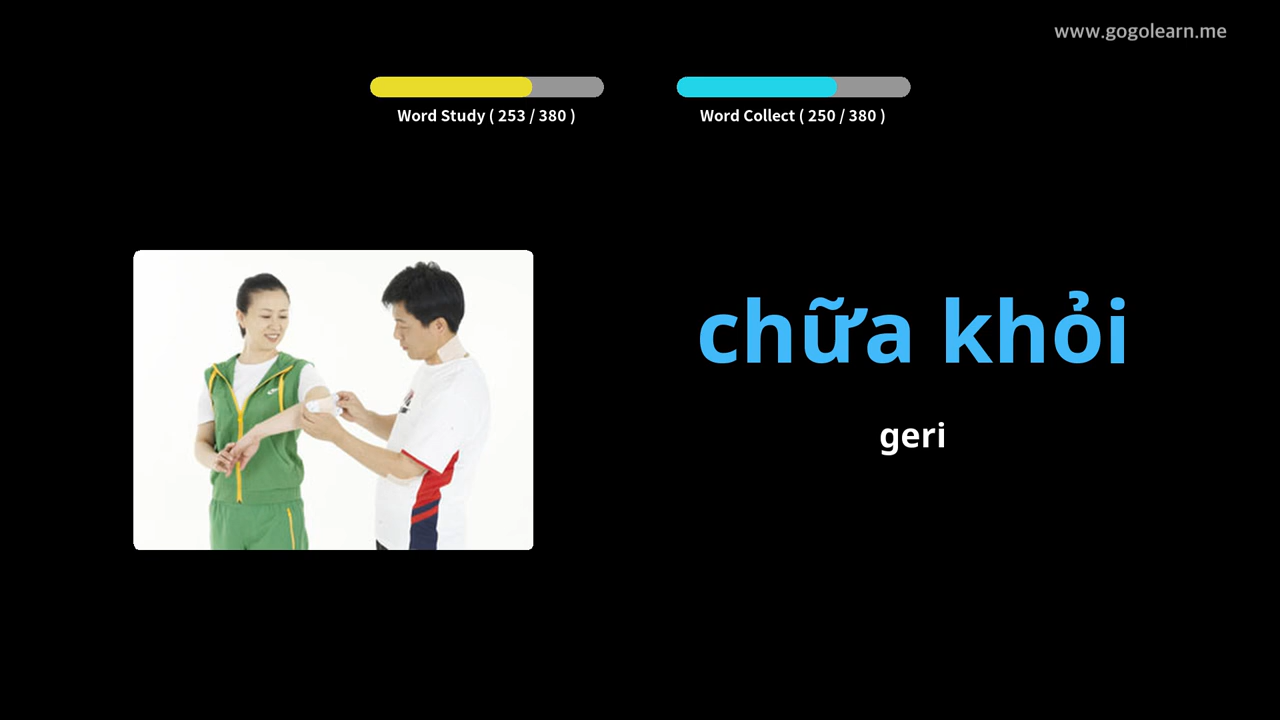 www.gogolearn.me
Word Study ( 253 / 380 )
Word Collect ( 250 / 380 )
chữa khỏi
geri